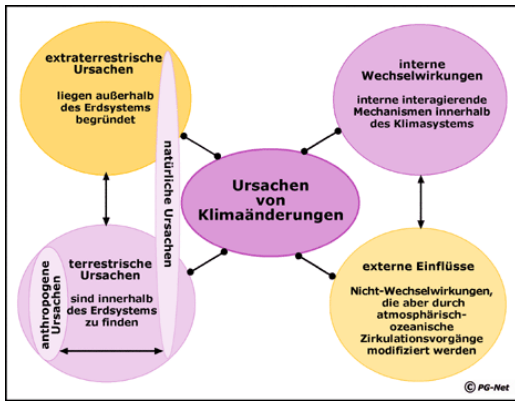 extraterrestrische
Ursachen
liegen außerhalb
des Erdsystems
begründet
natürliche Ursachen
interne
Wechselwirkungen
interne interagierende
Mechanismen innerhalb
des Klimasystems
Ursachen
von
Klimaänderungen
anthropogene
Ursachen
terrestrische
Ursachen
sind innerhalb
des Erdsystems
zu finden
externe Einflüsse
Nicht-Wechselwirkungen,
die aber durch
atmosphärisch-
ozeanische
Zirkulationsvorgänge
modifiziert werden
© PG-Net